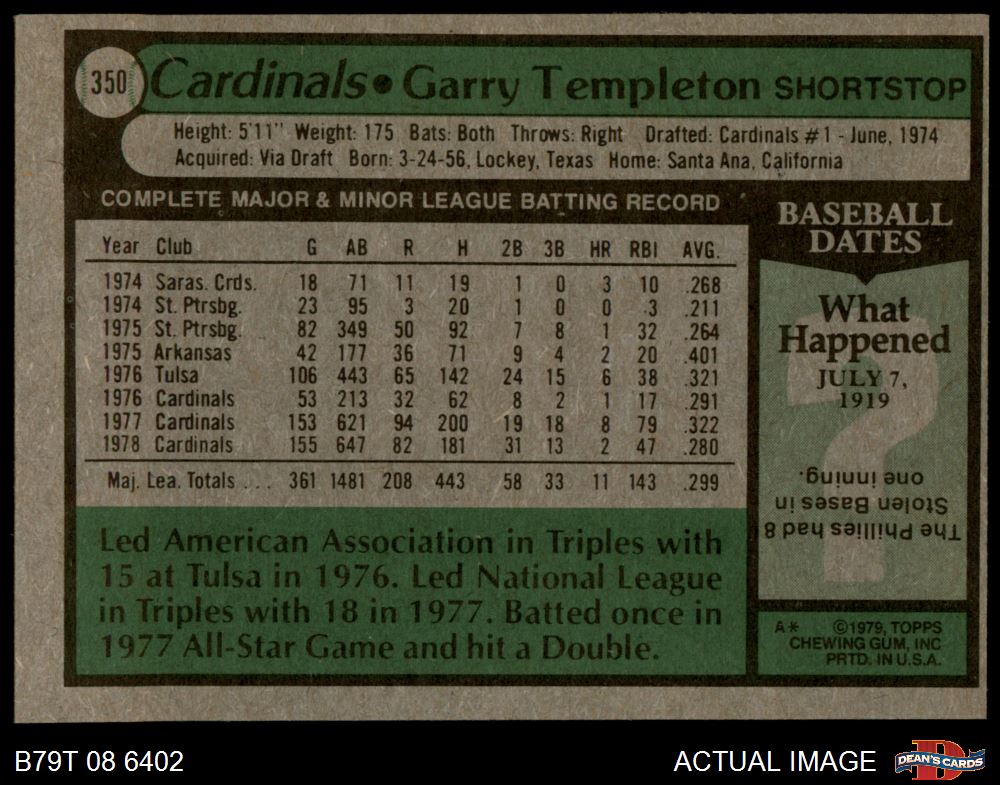 350 Cardinals • Garry Templeton SHORTSTOP
Height: 5'11" Weight: 175 Bats: Both Throws: Right Drafted: Cardinals #1 - June, 1974
Acquired: Via Draft Born: 3-24-56, Lockey, Texas Home: Santa Ana, California
COMPLETE MAJOR & MINOR LEAGUE BATTING RECORD
Year Club G AB R H 2B 3B HR RBI AVG.
1974 Saras. Crds. 18 71 11 19 1 0 3 10 .268
1974 St. Ptrsbg. 23 95 3 20 1 0 0 3 .211
1975 St. Ptrsbg. 82 349 50 92 7 8 1 32 .264
1975 Arkansas 42 177 36 71 9 4 2 20 .401
1976 Tulsa 106 443 65 142 24 15 6 38 .321
1976 Cardinals 53 213 32 62 8 2 1 17 .291
1977 Cardinals 153 621 94 200 19 18 8 79 .322
1978 Cardinals 155 647 82 181 31 13 2 47 .280
Maj. Lea. Totals . . . 361 1481 208 443 58 33 11 143 .299
Led American Association in Triples with
15 at Tulsa in 1976. Led National League
in Triples with 18 in 1977. Batted once in
1977 All-Star Game and hit a Double.
BASEBALL
DATES
What
Happened
JULY 7,
1919
The Phillies had 8
Stolen Bases in
one inning.
A* ©1979, TOPPS
CHEWING GUM, INC
PRTD. IN U.S.A.
B79T 08 6402
ACTUAL IMAGE
DEAN'S CARDS